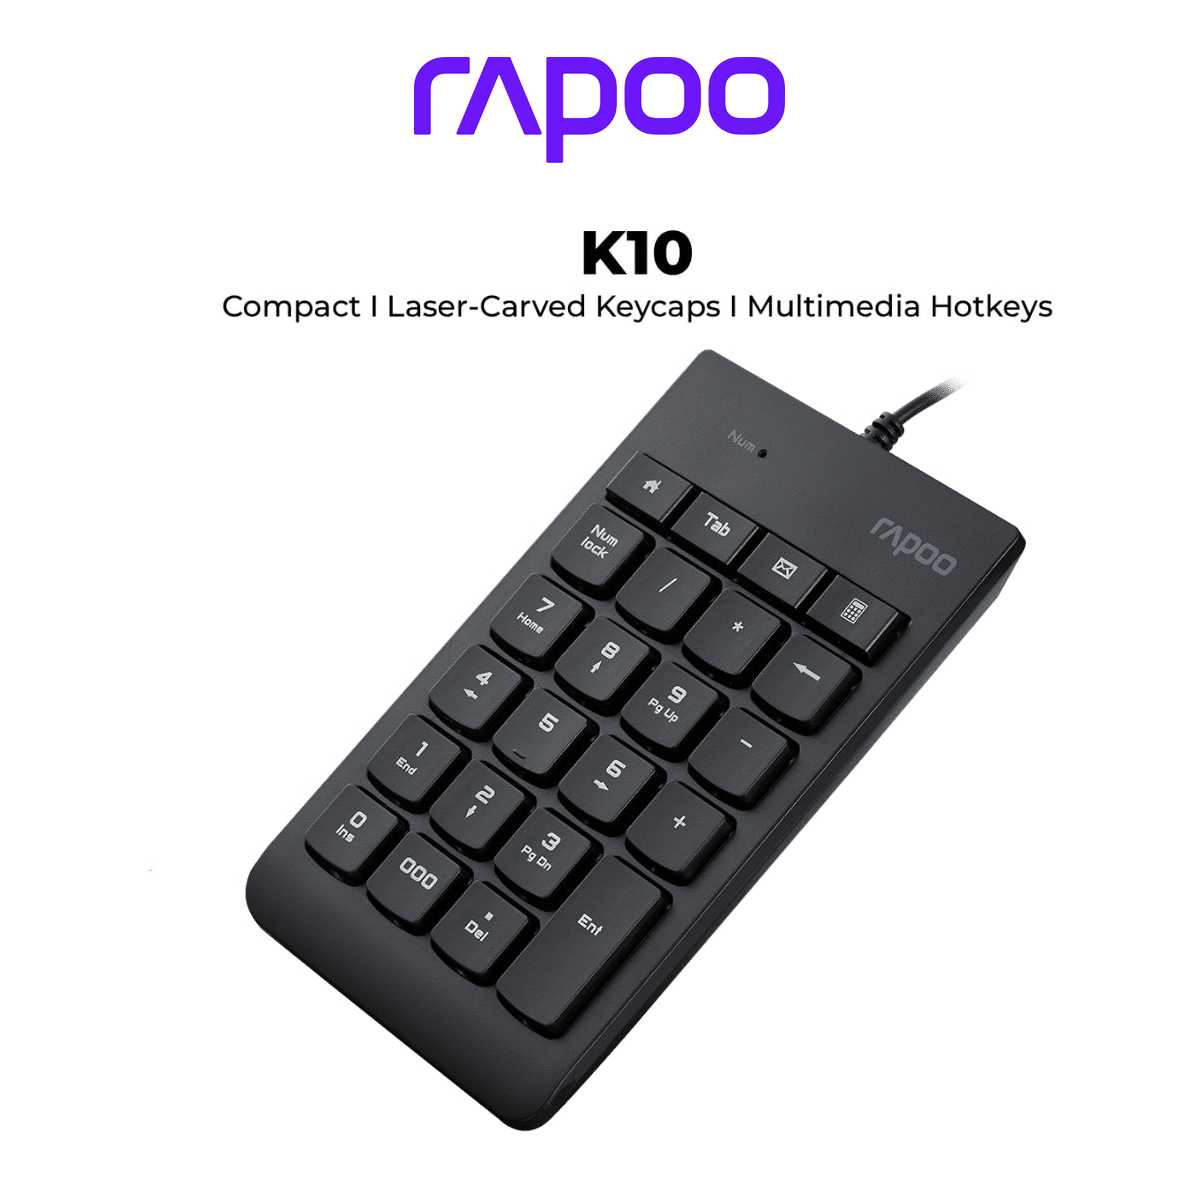 rapoo
K10
Compact I Laser-Carved Keycaps I Multimedia Hotkeys
Num
rapoo
Tab
Num
lock
/
*
7
Home
8
9
Pg Up
-
4
5
6
+
1
End
2
3
Pg Dn
Ent
0
Ins
000
.
Del